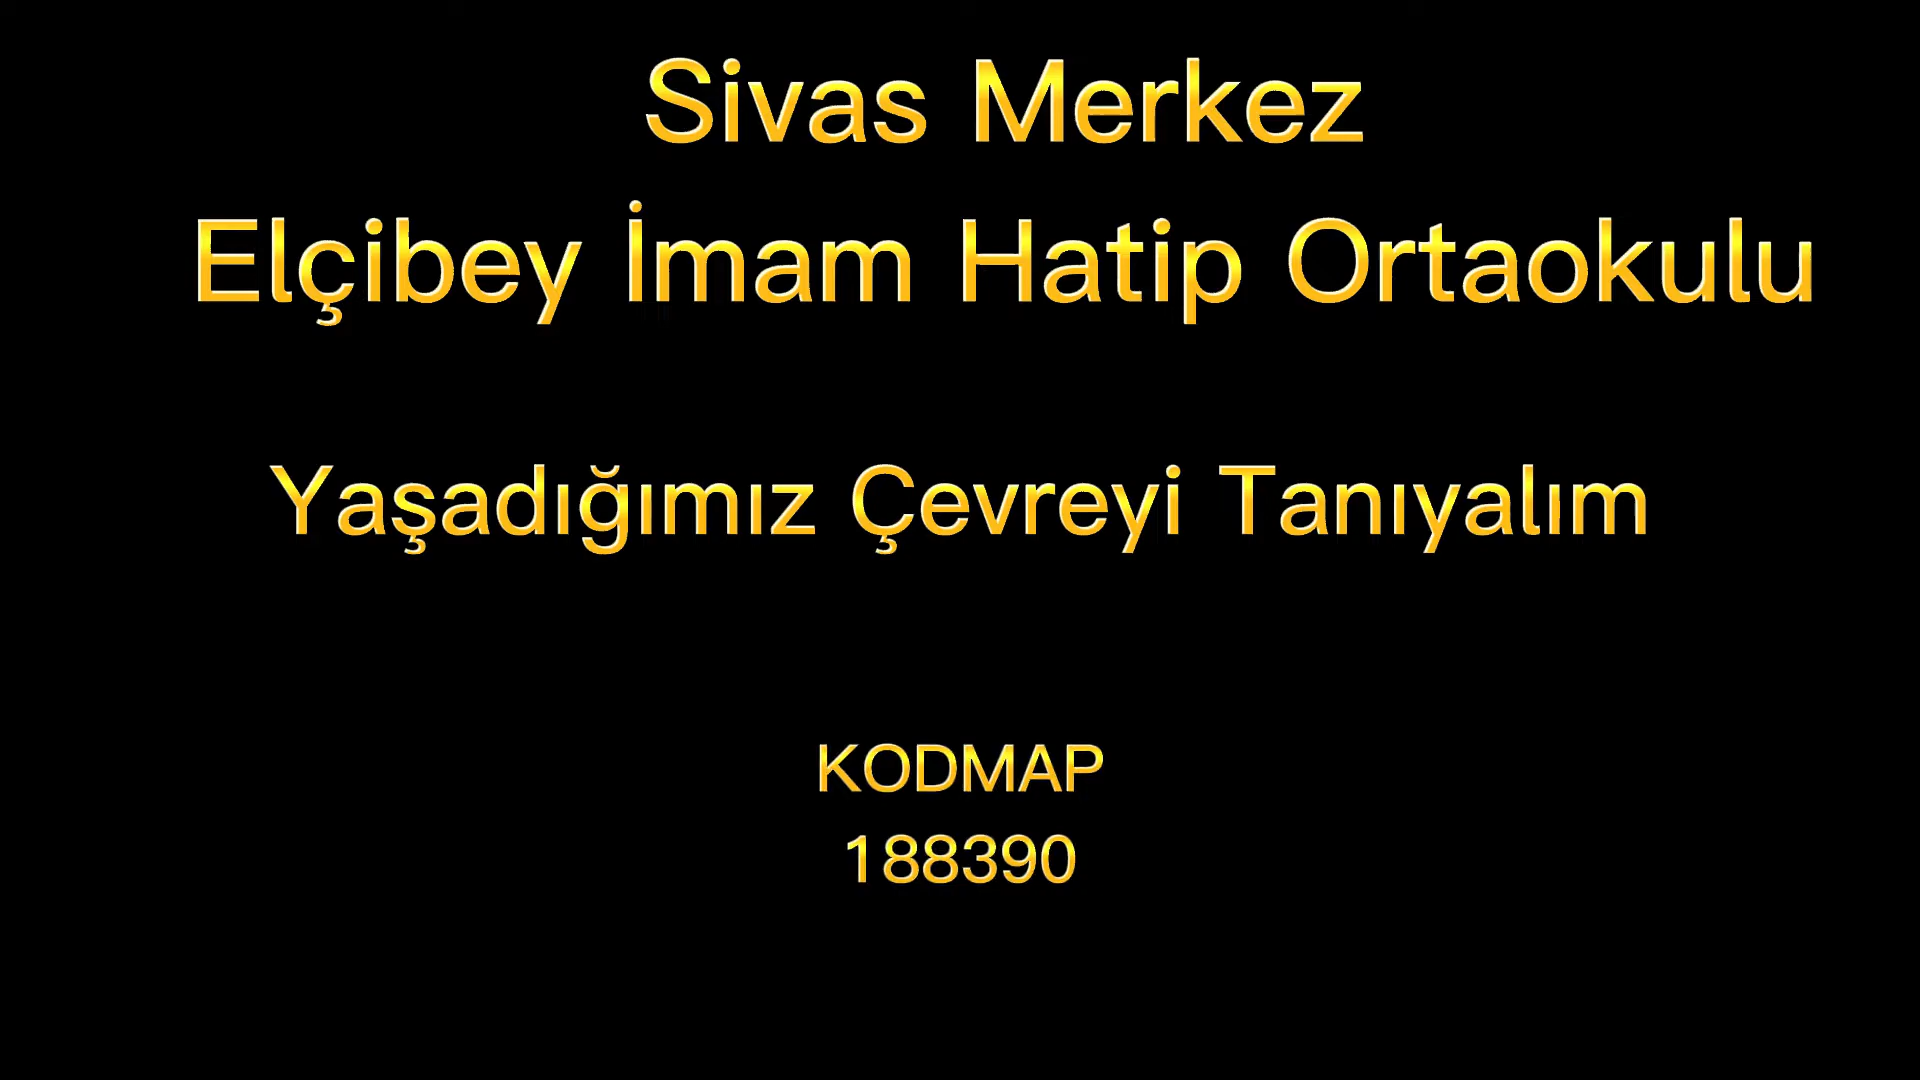 Sivas Merkez
Elçibey İmam Hatip Ortaokulu
Yaşadığımız Çevreyi Tanıyalım
KODMAP
188390